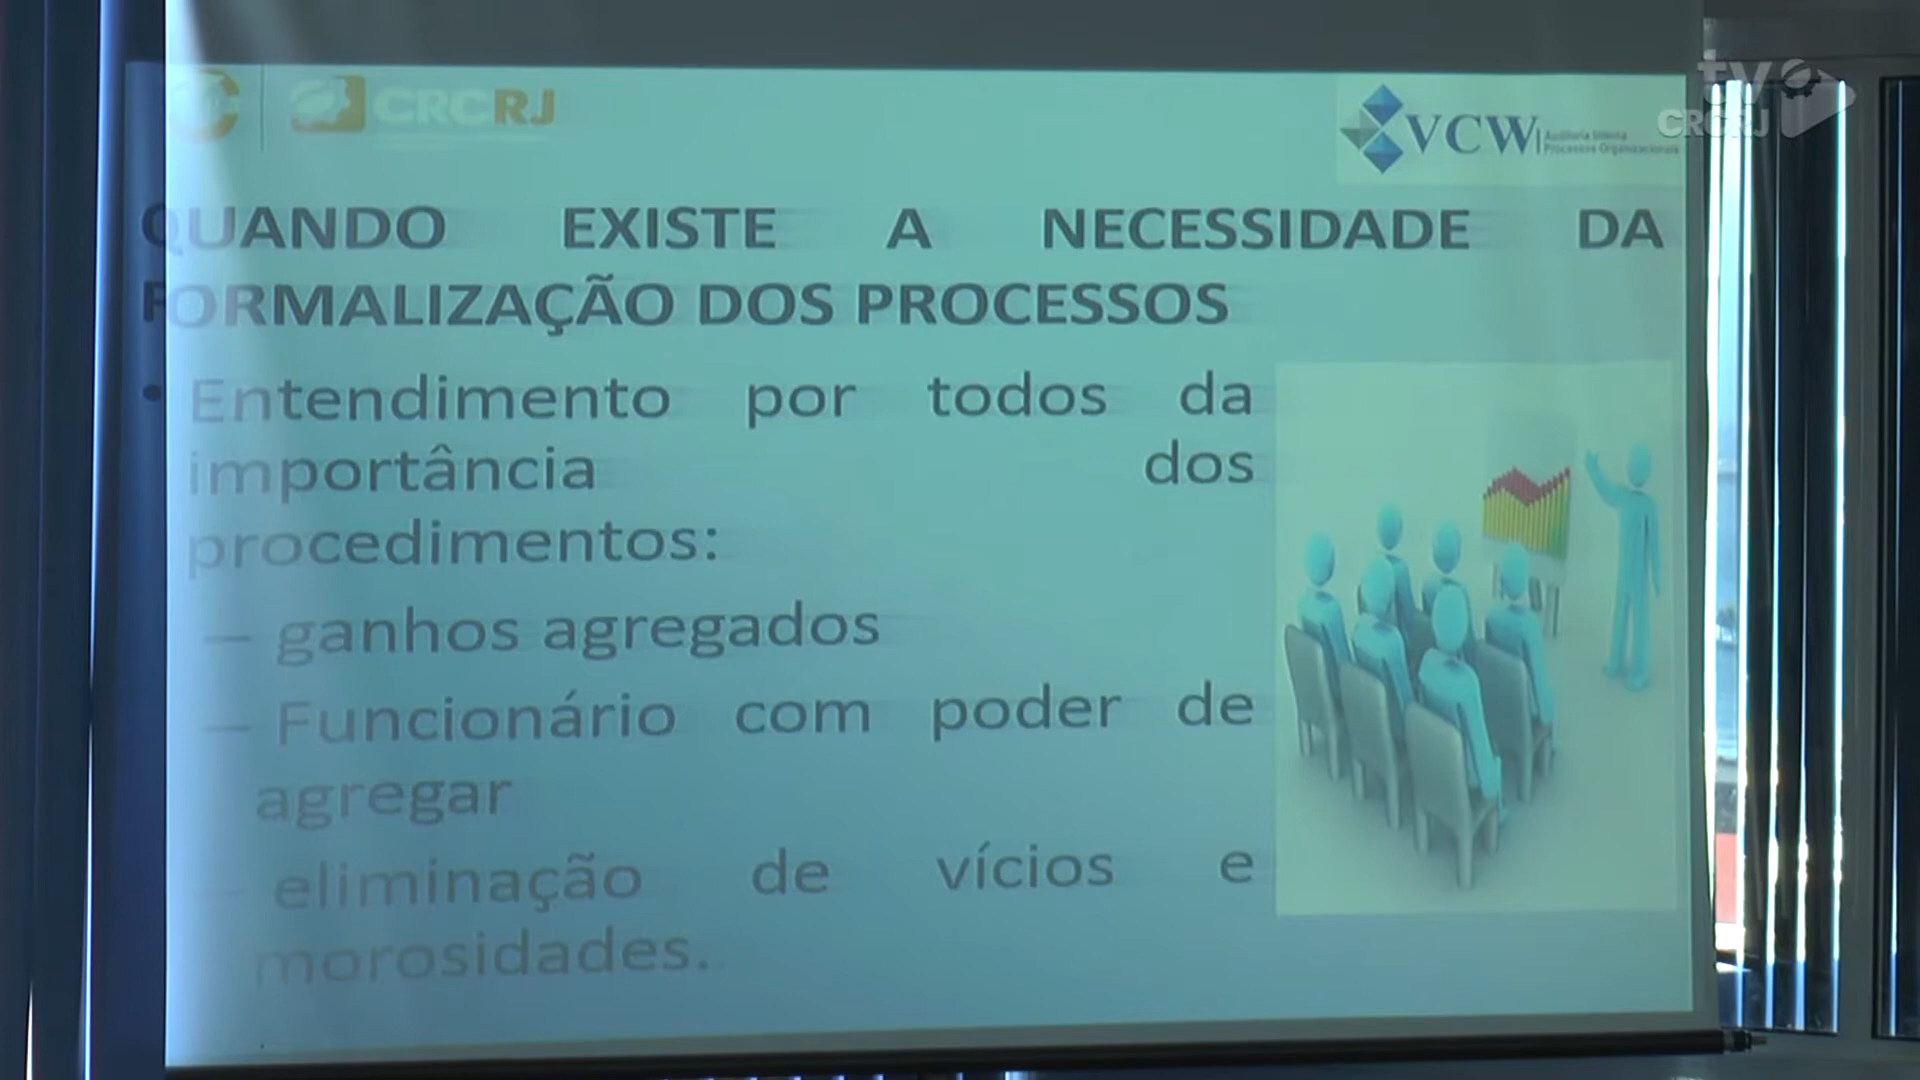 CRCRJ
VCW
Auditoria Interna
Processos Organizacionais
tv
CRCRJ
QUANDO EXISTE A NECESSIDADE DA
FORMALIZAÇÃO DOS PROCESSOS
• Entendimento por todos da
importância dos
procedimentos:
– ganhos agregados
– Funcionário com poder de
agregar
– eliminação de vícios e
morosidades.